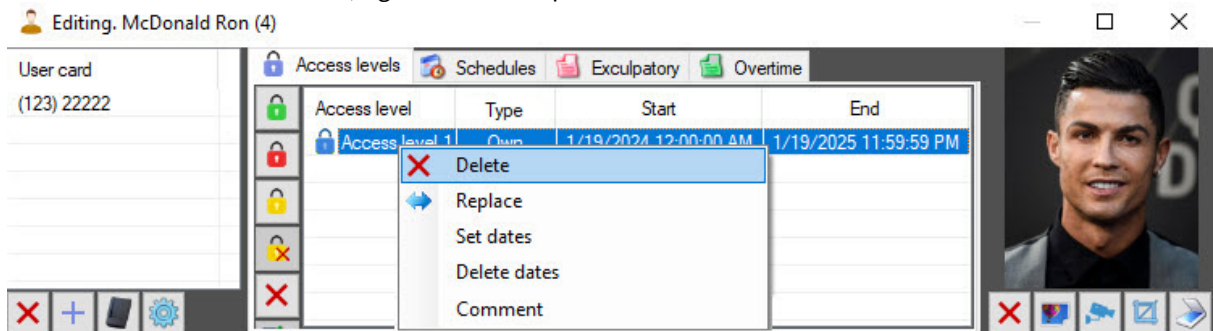 Editing. McDonald Ron (4)
User card
(123) 22222
Access levels Schedules Exculpatory Overtime
Access level Type Start End
Access level 1 Own 1/19/2024 12:00:00 AM 1/19/2025 11:59:59 PM
Delete
Replace
Set dates
Delete dates
Comment